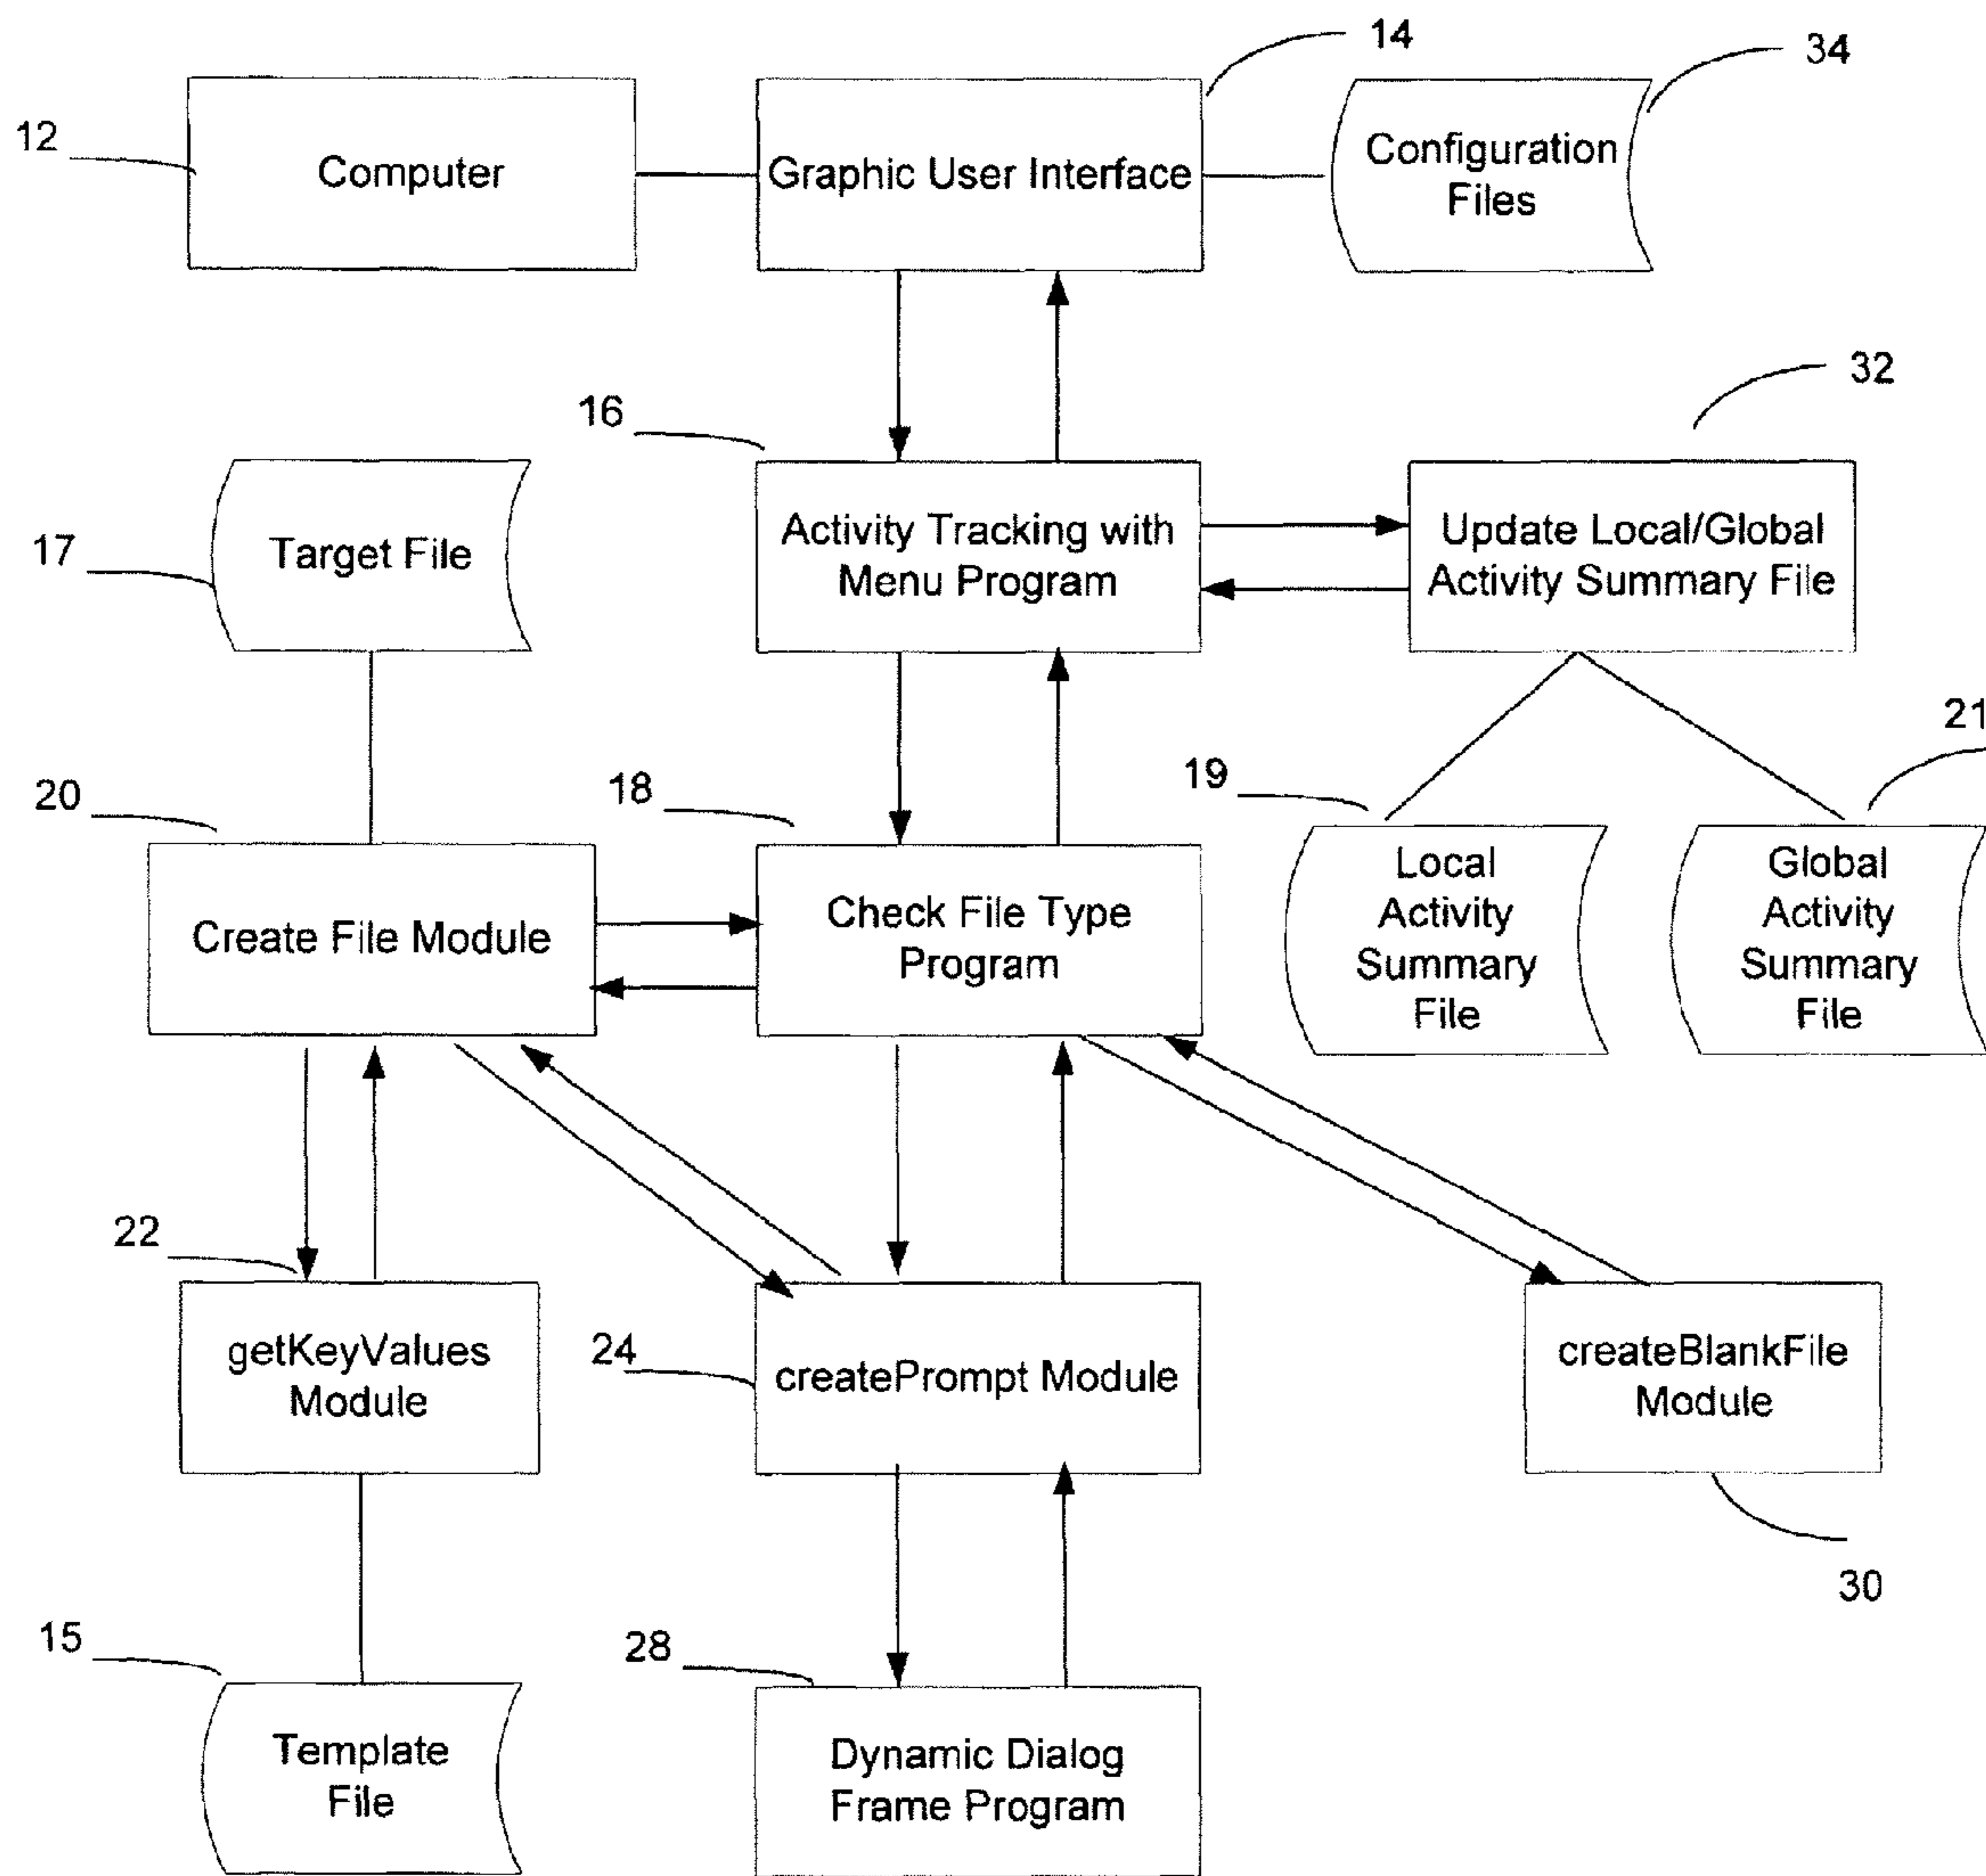 14
34
12
Computer
Graphic User Interface
Configuration
Files
32
16
17
Target File
Activity Tracking with
Menu Program
Update Local/Global
Activity Summary File
21
19
20
18
Create File Module
Check File Type
Program
Local
Activity
Summary
File
Global
Activity
Summary
File
22
getKeyValues
Module
24
createPrompt Module
createBlankFile
Module
30
15
28
Template
File
Dynamic Dialog
Frame Program